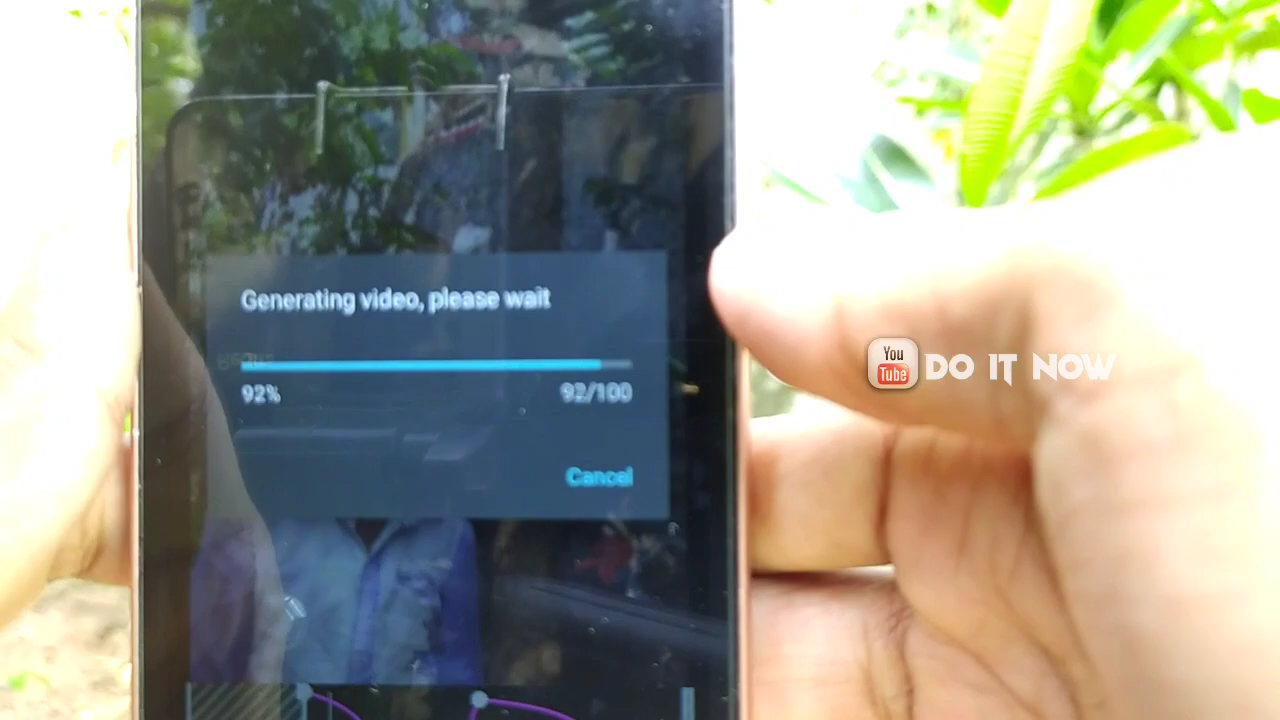 Generating video, please wait
92%
92/100
Cancel
You
Tube
DO IT NOW